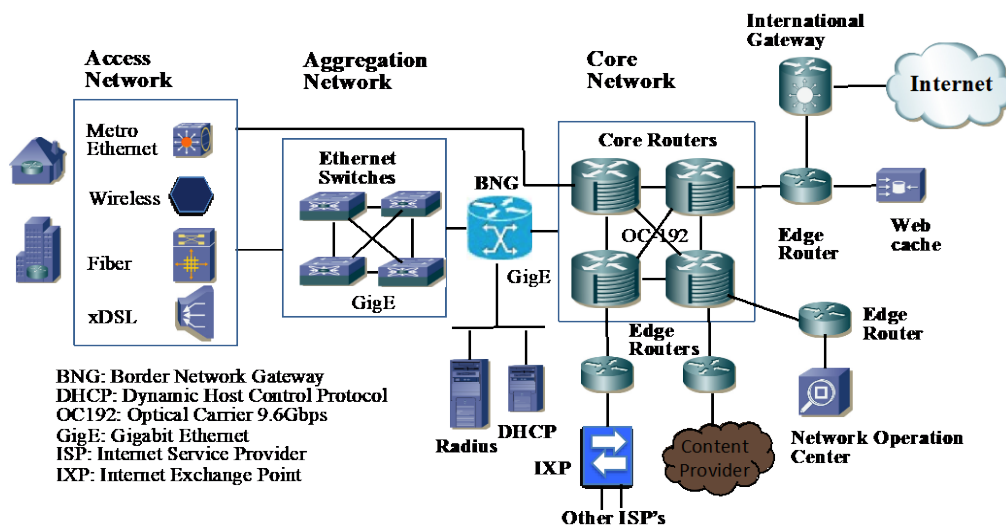 Access
Network
Aggregation
Network
Core
Network
International
Gateway
Internet
Metro
Ethernet
Wireless
Fiber
xDSL
Ethernet
Switches
GigE
BNG
GigE
Core Routers
OC-192
Edge
Router
Web
cache
Edge
Routers
Edge
Router
Radius
DHCP
IXP
Other ISP's
Content
Provider
Network Operation
Center
BNG: Border Network Gateway
DHCP: Dynamic Host Control Protocol
OC192: Optical Carrier 9.6Gbps
GigE: Gigabit Ethernet
ISP: Internet Service Provider
IXP: Internet Exchange Point